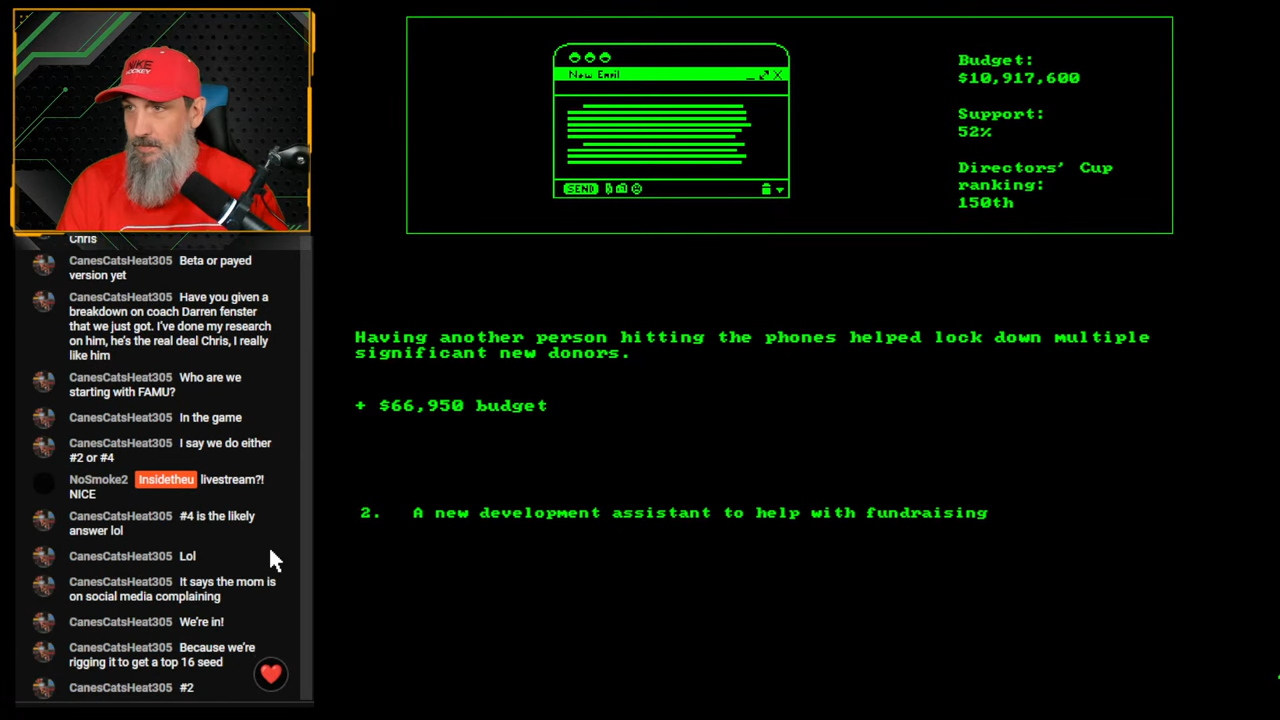 NIKE
HOCKEY
Chris
CanesCatsHeat305 Beta or payed
version yet
CanesCatsHeat305 Have you given a
breakdown on coach Darren fenster
that we just got. I've done my research
on him, he's the real deal Chris, I really
like him
CanesCatsHeat305 Who are we
starting with FAMU?
CanesCatsHeat305 In the game
CanesCatsHeat305 I say we do either
#2 or #4
NoSmoke2 Insidetheu livestream?!
NICE
CanesCatsHeat305 #4 is the likely
answer lol
CanesCatsHeat305 Lol
CanesCatsHeat305 It says the mom is
on social media complaining
CanesCatsHeat305 We're in!
CanesCatsHeat305 Because we're
rigging it to get a top 16 seed
CanesCatsHeat305 #2
New Email
SEND
Budget:
$10,917,600
Support:
52%
Directors' Cup
ranking:
150th
Having another person hitting the phones helped lock down multiple
significant new donors.
+ $66,950 budget
2. A new development assistant to help with fundraising